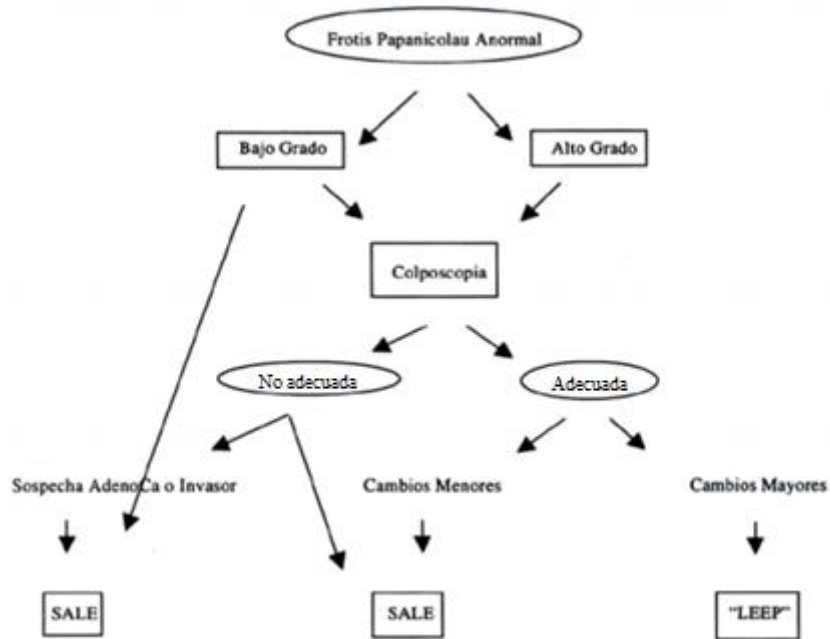 Frotis Papanicolau Anormal
Bajo Grado
Alto Grado
Colposcopia
No adecuada
Adecuada
Sospecha AdenoCa o Invasor
Cambios Menores
Cambios Mayores
SALE
SALE
"LEEP"